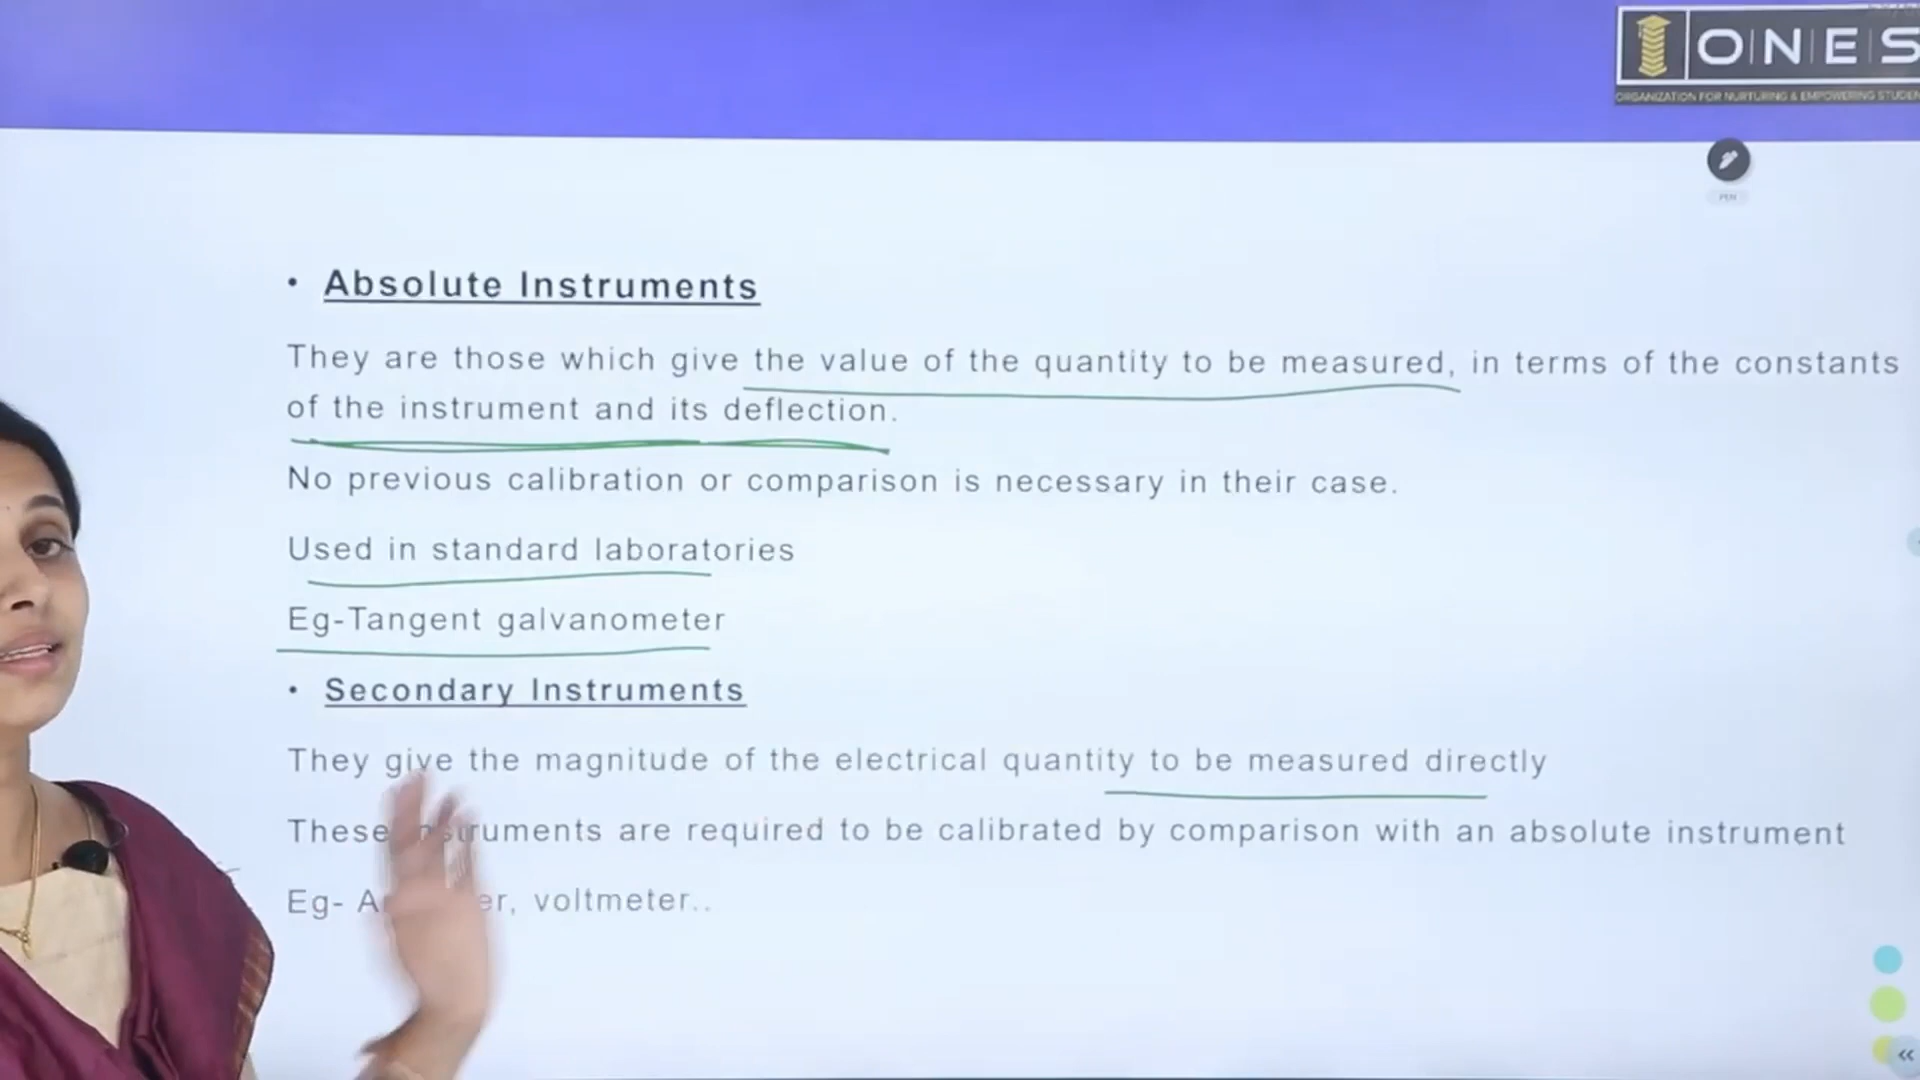 ONES
ORGANIZATION FOR NURTURING & EMPOWERING STUDEN
PEN
• Absolute Instruments
They are those which give the value of the quantity to be measured, in terms of the constants
of the instrument and its deflection.
No previous calibration or comparison is necessary in their case.
Used in standard laboratories
Eg-Tangent galvanometer
• Secondary Instruments
They give the magnitude of the electrical quantity to be measured directly
These are required to be calibrated by comparison with an absolute instrument
Eg- voltmeter..